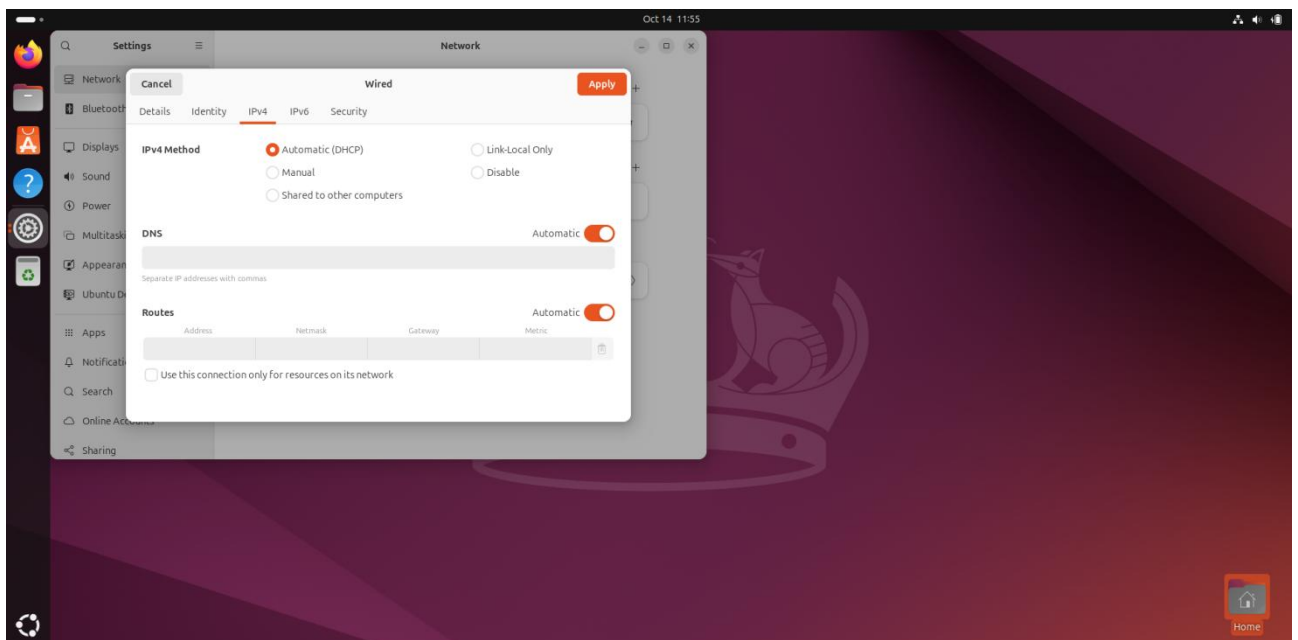 Oct 14 11:55
Settings
Network
Network
Bluetooth
Displays
Sound
Power
Multitaski
Appearan
Ubuntu De
Apps
Notificati
Search
Online Accounts
Sharing
Cancel
Wired
Apply
Details Identity IPv4 IPv6 Security
IPv4 Method
Automatic (DHCP)
Link-Local Only
Manual
Disable
Shared to other computers
DNS
Automatic
Separate IP addresses with commas
Routes
Automatic
Address Netmask Gateway Metric
Use this connection only for resources on its network
Home